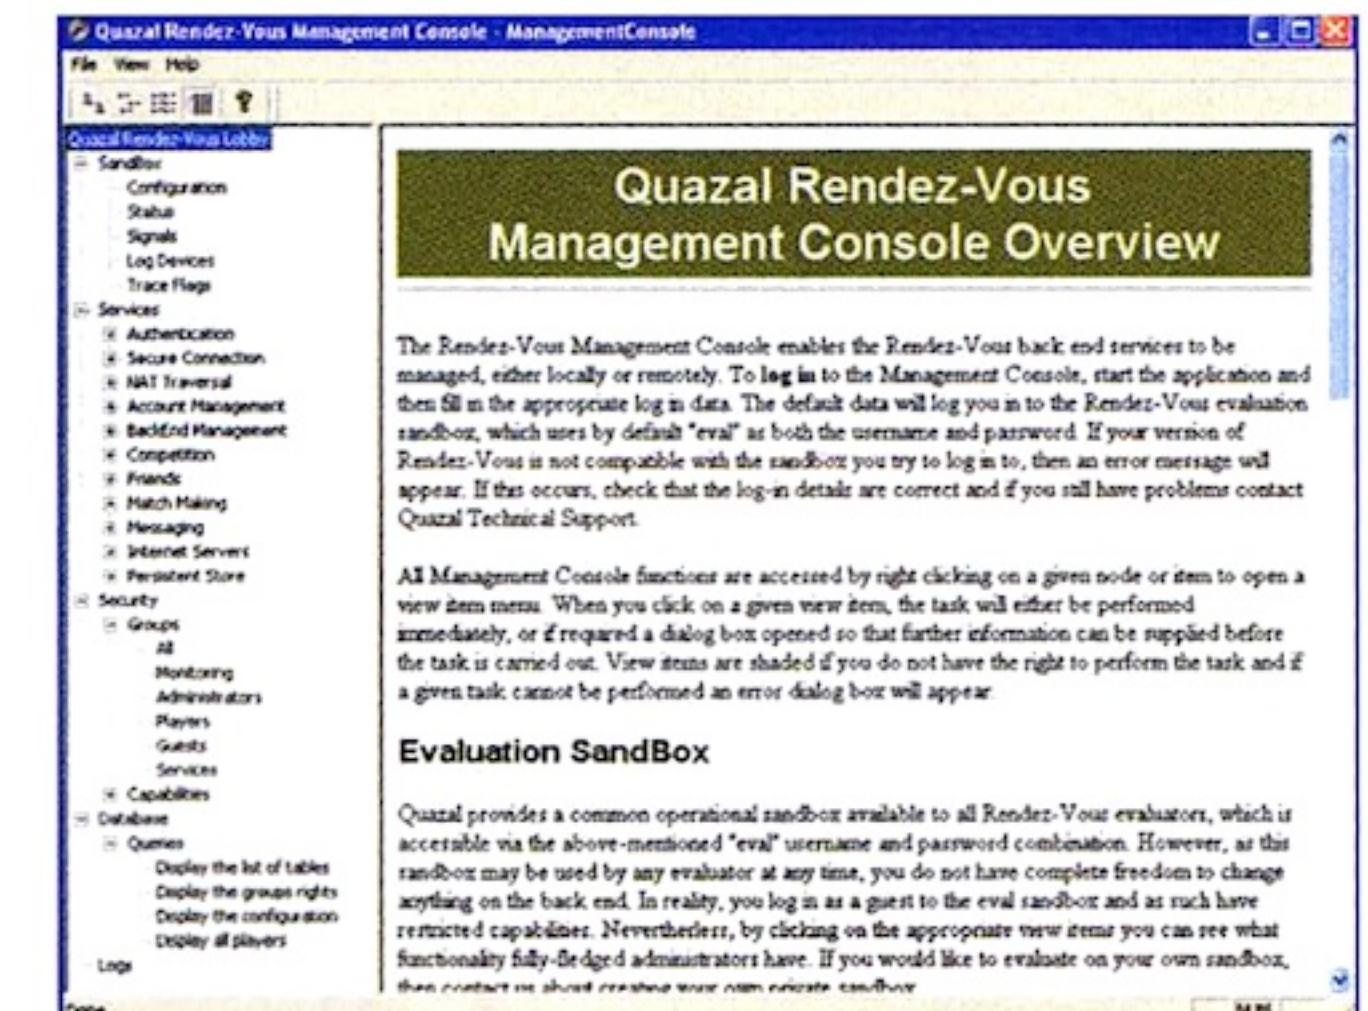 Quazal Rendez-Vous Management Console - ManagementConsole
File View Help
Quazal Rendez-Vous Lobby
SandBox
Configuration
Status
Signals
Log Devices
Trace Flags
Services
Authentication
Secure Connection
NAT Traversal
Account Management
BackEnd Management
Competition
Friends
Match Making
Messaging
Internet Servers
Persistent Store
Security
Groups
All
Monitoring
Administrators
Players
Guests
Services
Capabilities
Database
Queries
Display the list of tables
Display the groups rights
Display the configuration
Display all players
Logs
Quazal Rendez-Vous
Management Console Overview
The Rendez-Vous Management Console enables the Rendez-Vous back end services to be
managed, either locally or remotely. To log in to the Management Console, start the application and
then fill in the appropriate log in data. The default data will log you in to the Rendez-Vous evaluation
sandbox, which uses by default "eval" as both the username and password. If your version of
Rendez-Vous is not compatible with the sandbox you try to log in to, then an error message will
appear. If this occurs, check that the log-in details are correct and if you still have problems contact
Quazal Technical Support.
All Management Console functions are accessed by right clicking on a given node or item to open a
view item menu. When you click on a given view item, the task will either be performed
immediately, or if required a dialog box opened so that further information can be supplied before
the task is carried out. View items are shaded if you do not have the right to perform the task and if
a given task cannot be performed an error dialog box will appear.
Evaluation SandBox
Quazal provides a common operational sandbox available to all Rendez-Vous evaluators, which is
accessible via the above-mentioned "eval" username and password combination. However, as this
sandbox may be used by any evaluator at any time, you do not have complete freedom to change
anything on the back end. In reality, you log in as a guest to the eval sandbox and as such have
restricted capabilities. Nevertheless, by clicking on the appropriate view items you can see what
functionality fully-fledged administrators have. If you would like to evaluate on your own sandbox,
then contact us about creating your own private sandbox
Done